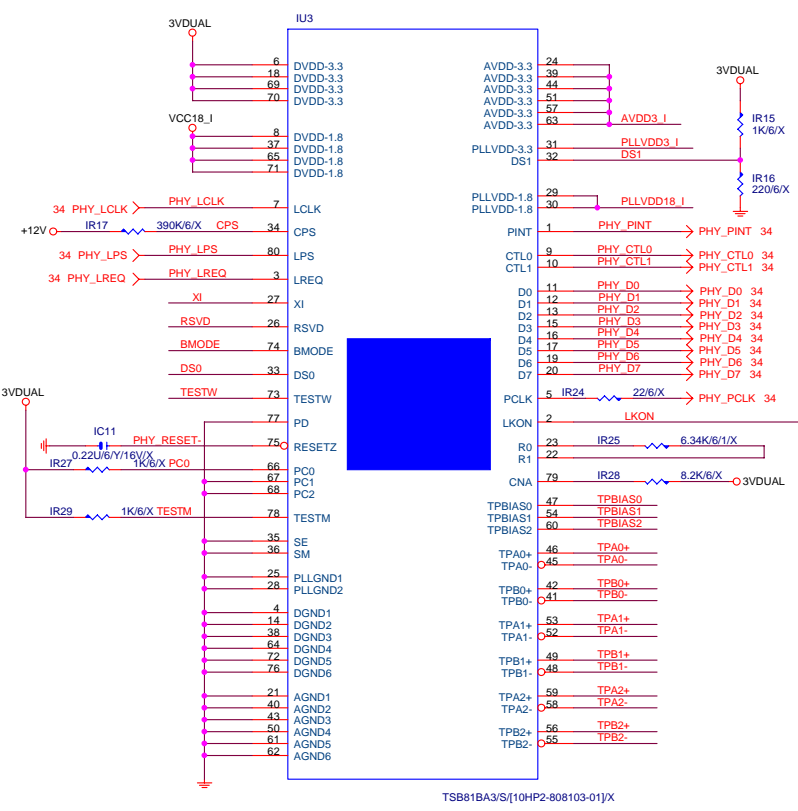 IU3
3VDUAL
6 DVDD-3.3
18 DVDD-3.3
69 DVDD-3.3
70 DVDD-3.3
VCC18_I
8 DVDD-1.8
37 DVDD-1.8
65 DVDD-1.8
71 DVDD-1.8
34 PHY_LCLK PHY_LCLK 7 LCLK
+12V IR17 390K/6/X CPS 34 CPS
34 PHY_LPS PHY_LPS 80 LPS
34 PHY_LREQ PHY_LREQ 3 LREQ
XI 27 XI
RSVD 26 RSVD
BMODE 74 BMODE
DS0 33 DS0
TESTW 73 TESTW
3VDUAL
77 PD
IC11 PHY_RESET- 75 RESETZ
0.22U/6/Y/16V/X
IR27 1K/6/X PC0 66 PC0
67 PC1
68 PC2
IR29 1K/6/X TESTM 78 TESTM
35 SE
36 SM
25 PLLGND1
28 PLLGND2
4 DGND1
14 DGND2
38 DGND3
64 DGND4
72 DGND5
76 DGND6
21 AGND1
40 AGND2
43 AGND3
50 AGND4
61 AGND5
62 AGND6
AVDD-3.3 24
AVDD-3.3 39
AVDD-3.3 44
AVDD-3.3 51
AVDD-3.3 57
AVDD-3.3 63 AVDD3_I
3VDUAL
IR15
1K/6/X
PLLVDD-3.3 31 PLLVDD3_I
DS1 32 DS1
IR16
220/6/X
PLLVDD-1.8 29
PLLVDD-1.8 30 PLLVDD18_I
PINT 1 PHY_PINT PHY_PINT 34
CTL0 9 PHY_CTL0 PHY_CTL0 34
CTL1 10 PHY_CTL1 PHY_CTL1 34
D0 11 PHY_D0 PHY_D0 34
D1 12 PHY_D1 PHY_D1 34
D2 13 PHY_D2 PHY_D2 34
D3 15 PHY_D3 PHY_D3 34
D4 16 PHY_D4 PHY_D4 34
D5 17 PHY_D5 PHY_D5 34
D6 19 PHY_D6 PHY_D6 34
D7 20 PHY_D7 PHY_D7 34
PCLK 5 IR24 22/6/X PHY_PCLK 34
LKON 2 LKON
R0 23 IR25 6.34K/6/1/X
R1 22
CNA 79 IR28 8.2K/6/X 3VDUAL
TPBIAS0 47 TPBIAS0
TPBIAS1 54 TPBIAS1
TPBIAS2 60 TPBIAS2
TPA0+ 46 TPA0+
TPA0- 45 TPA0-
TPB0+ 42 TPB0+
TPB0- 41 TPB0-
TPA1+ 53 TPA1+
TPA1- 52 TPA1-
TPB1+ 49 TPB1+
TPB1- 48 TPB1-
TPA2+ 59 TPA2+
TPA2- 58 TPA2-
TPB2+ 56 TPB2+
TPB2- 55 TPB2-
TSB81BA3/S/[10HP2-808103-01]/X